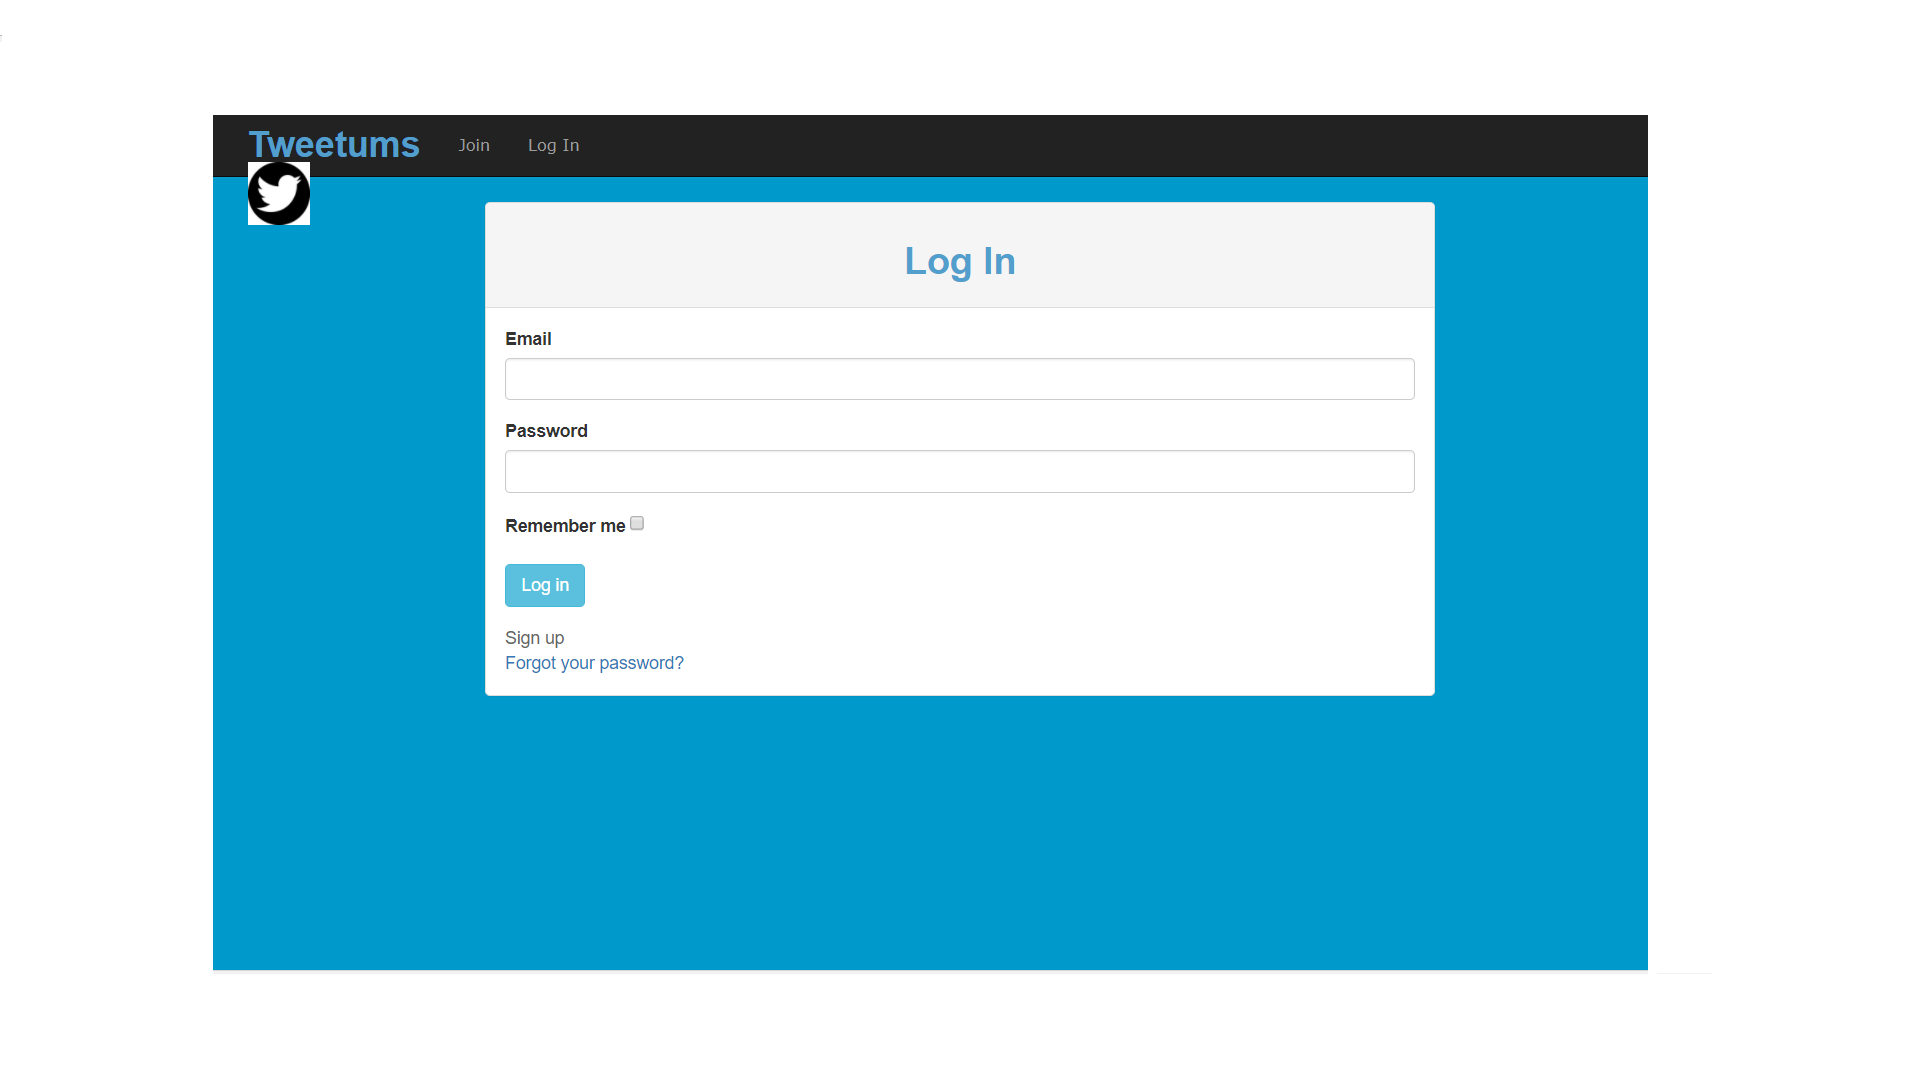 Tweetums Join Log In
Log In
Email
Password
Remember me
Log in
Sign up
Forgot your password?